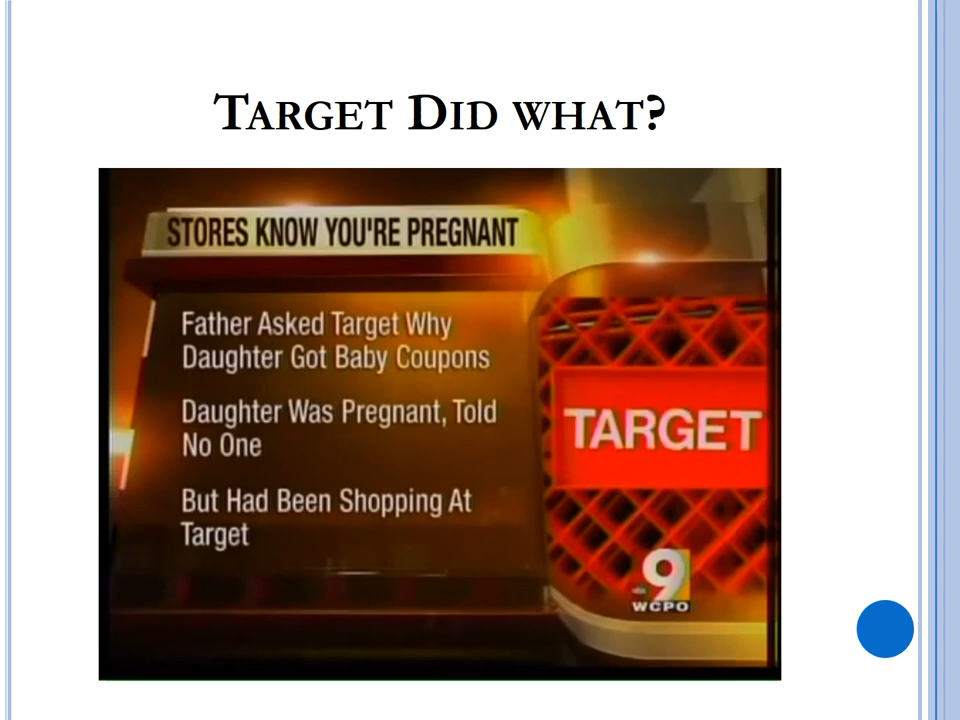 TARGET DID WHAT?
STORES KNOW YOU'RE PREGNANT
Father Asked Target Why
Daughter Got Baby Coupons
Daughter Was Pregnant, Told
No One
But Had Been Shopping At
Target
TARGET
9
WCPO